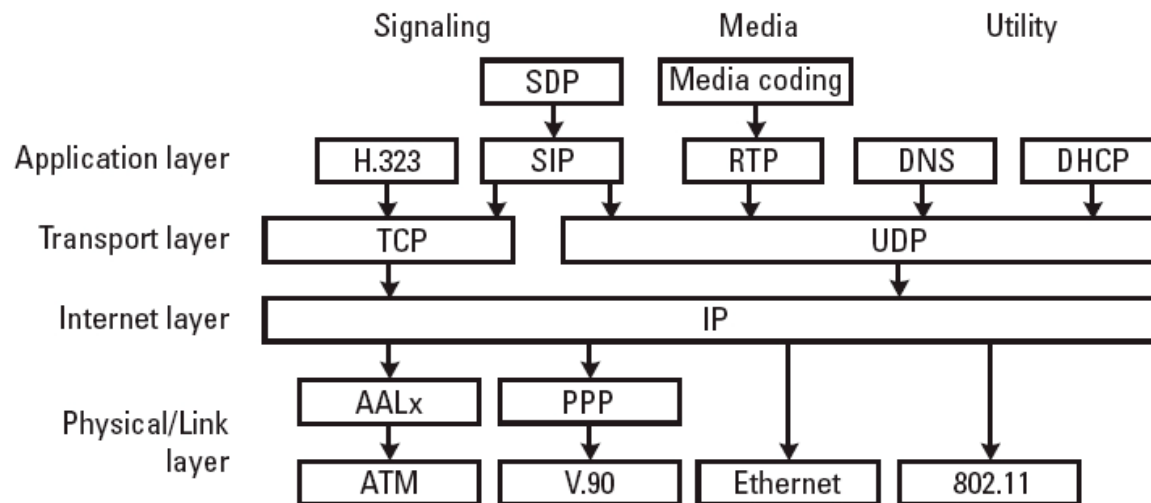 Signaling Media Utility
SDP Media coding
Application layer H.323 SIP RTP DNS DHCP
Transport layer TCP UDP
Internet layer IP
AALx PPP
Physical/Link
layer
ATM V.90 Ethernet 802.11